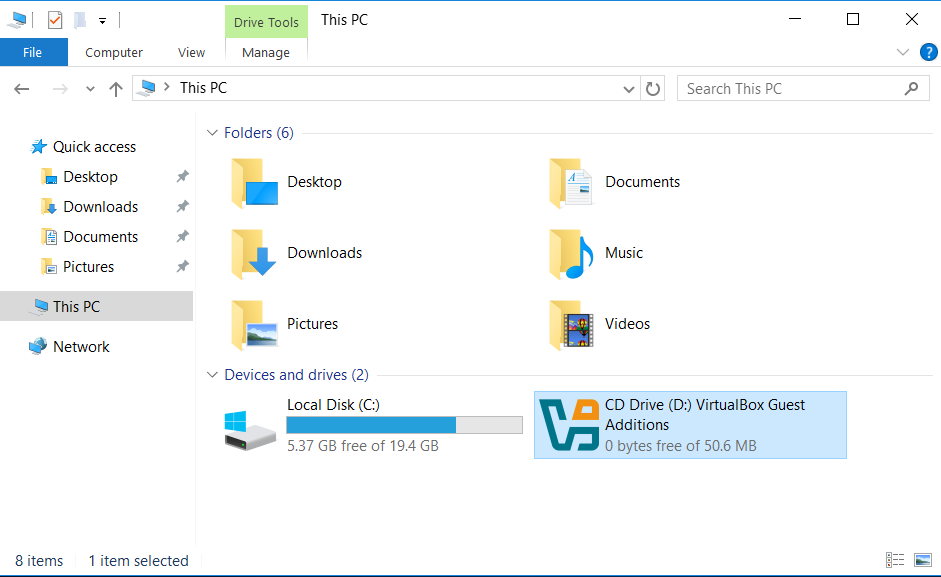 Drive Tools
This PC
File
Computer
View
Manage
This PC
Search This PC
Quick access
Desktop
Downloads
Documents
Pictures
This PC
Network
Folders (6)
Desktop
Documents
Downloads
Music
Pictures
Videos
Devices and drives (2)
Local Disk (C:)
5.37 GB free of 19.4 GB
CD Drive (D:) VirtualBox Guest
Additions
0 bytes free of 50.6 MB
8 items
1 item selected